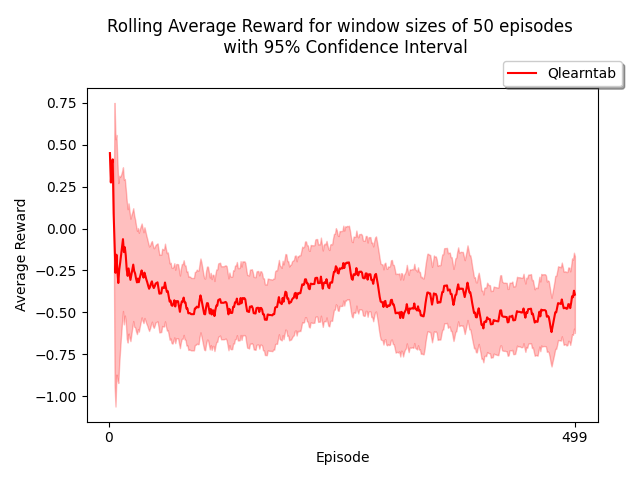 Rolling Average Reward for window sizes of 50 episodes
with 95% Confidence Interval
Qlearntab
0.75
0.50
0.25
0.00
−0.25
−0.50
−0.75
−1.00
Average Reward
0
499
Episode